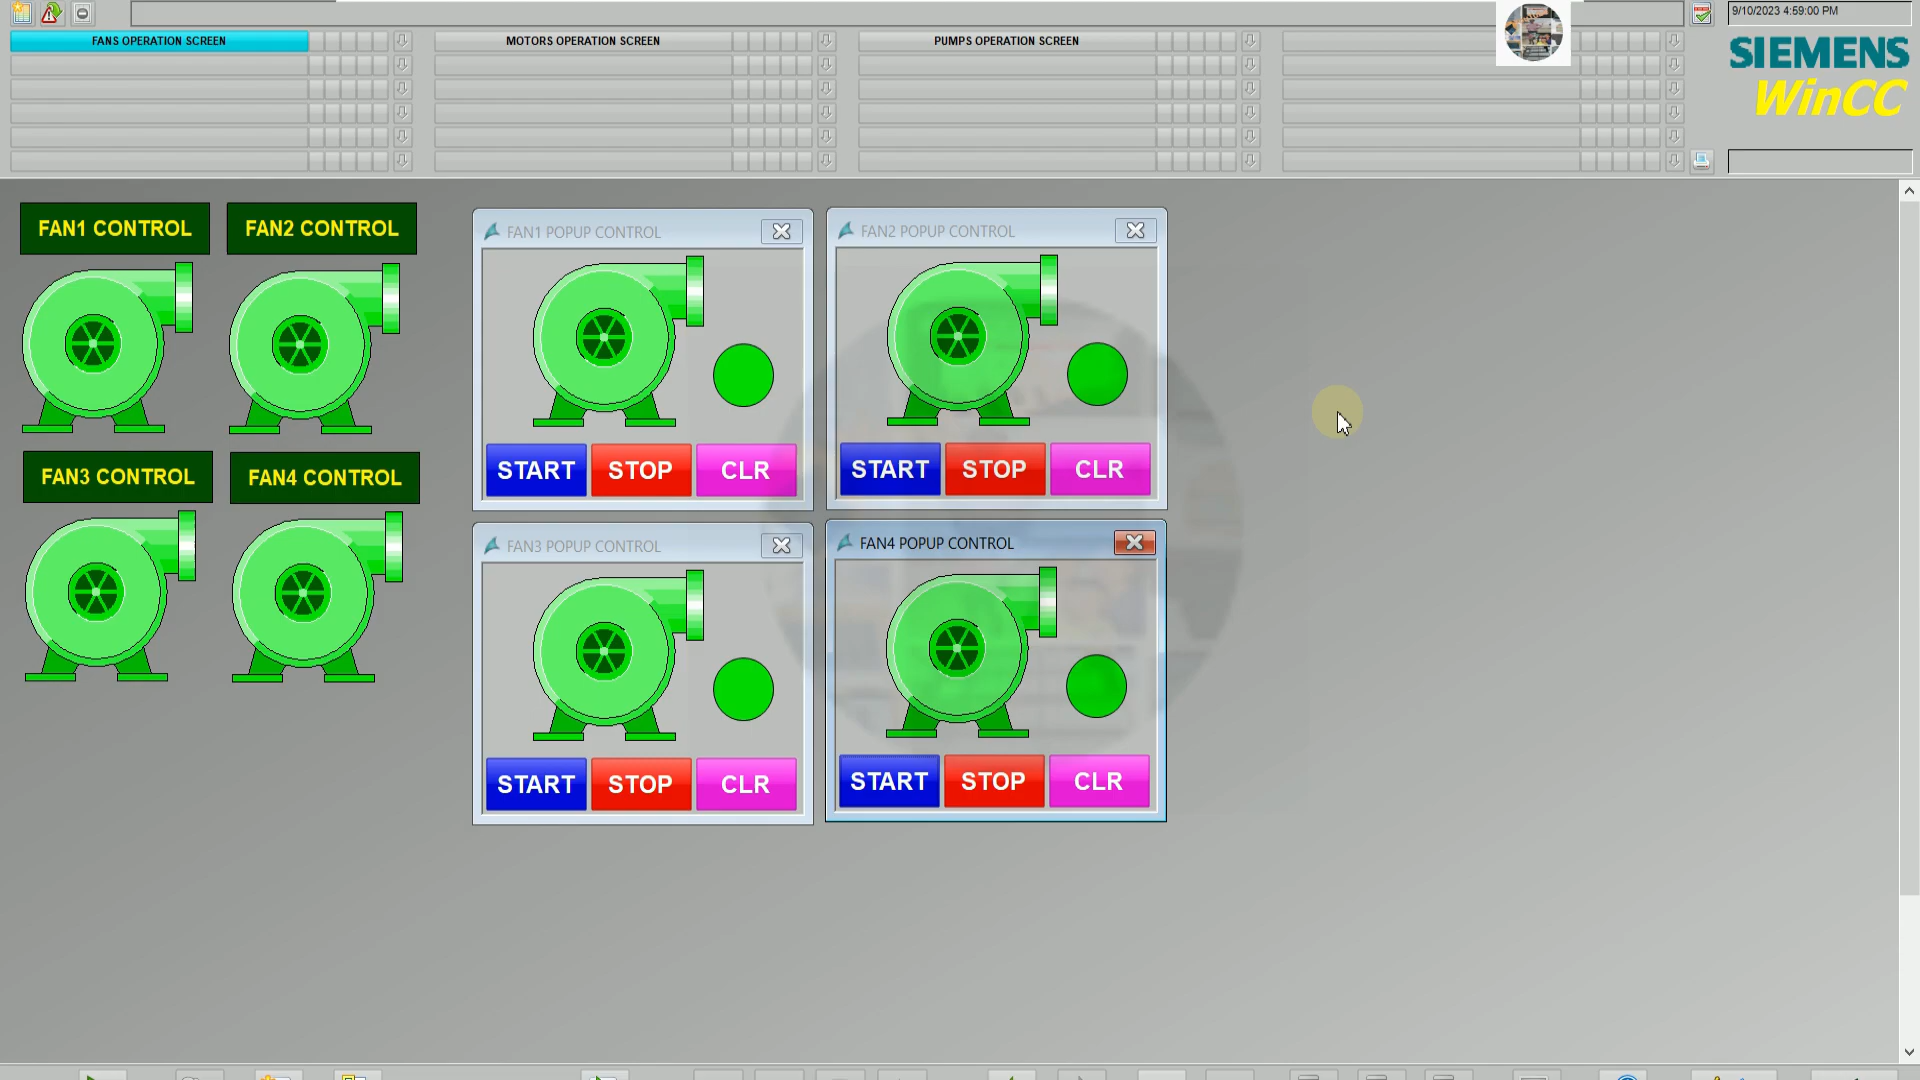 9/10/2023 4:59:00 PM
FANS OPERATION SCREEN
MOTORS OPERATION SCREEN
PUMPS OPERATION SCREEN
SIEMENS
WinCC
FAN1 CONTROL
FAN2 CONTROL
FAN3 CONTROL
FAN4 CONTROL
FAN1 POPUP CONTROL
START STOP CLR
FAN2 POPUP CONTROL
START STOP CLR
FAN3 POPUP CONTROL
START STOP CLR
FAN4 POPUP CONTROL
START STOP CLR